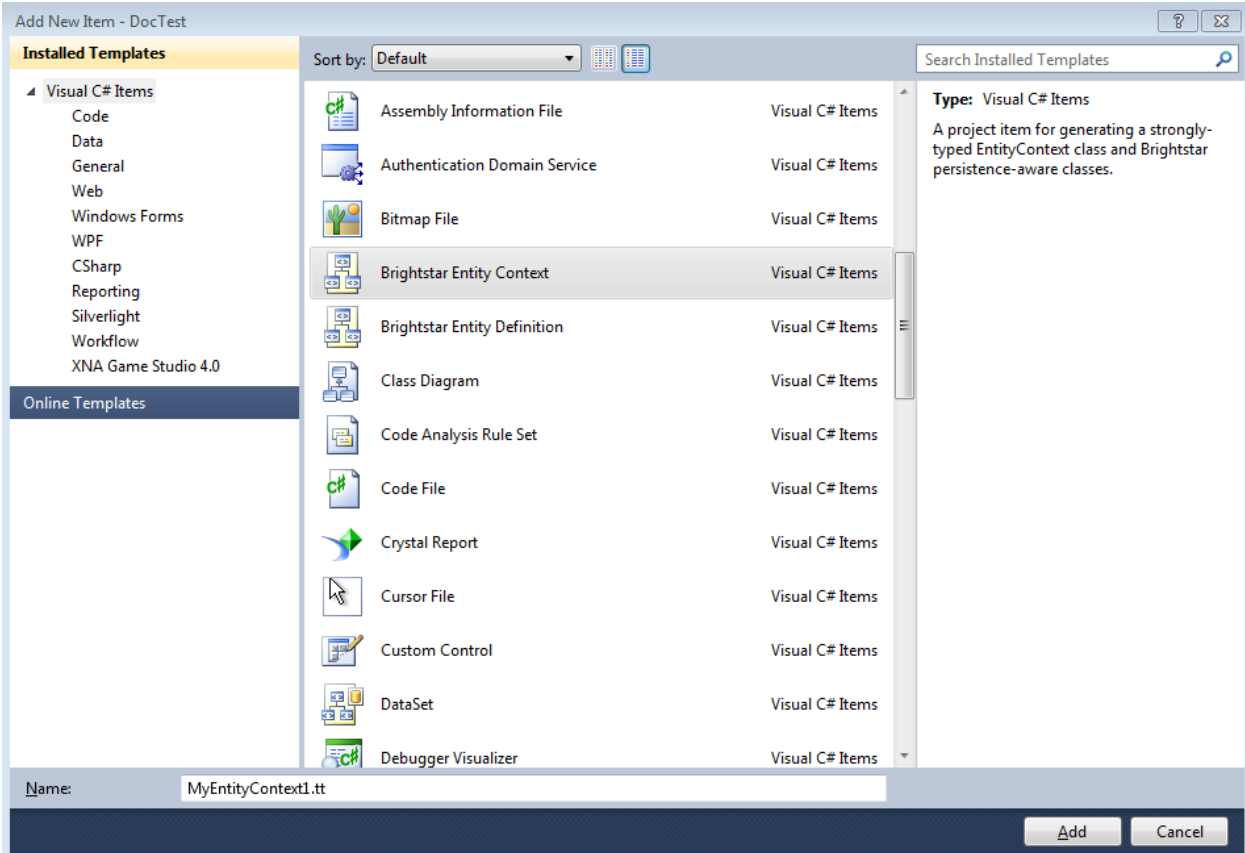 Add New Item - DocTest
Installed Templates
Visual C# Items
Code
Data
General
Web
Windows Forms
WPF
CSharp
Reporting
Silverlight
Workflow
XNA Game Studio 4.0
Online Templates
Sort by: Default
Assembly Information File Visual C# Items
Authentication Domain Service Visual C# Items
Bitmap File Visual C# Items
Brightstar Entity Context Visual C# Items
Brightstar Entity Definition Visual C# Items
Class Diagram Visual C# Items
Code Analysis Rule Set Visual C# Items
Code File Visual C# Items
Crystal Report Visual C# Items
Cursor File Visual C# Items
Custom Control Visual C# Items
DataSet Visual C# Items
Debugger Visualizer Visual C# Items
Search Installed Templates
Type: Visual C# Items
A project item for generating a strongly-
typed EntityContext class and Brightstar
persistence-aware classes.
Name: MyEntityContext1.tt
Add Cancel